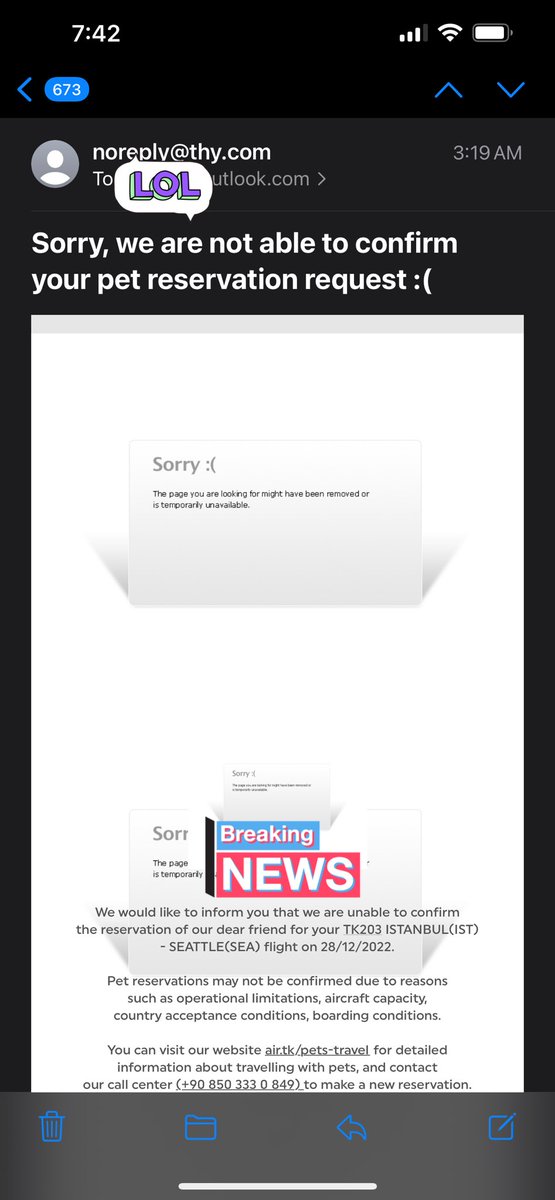 7:42
673
noreply@thy.com
3:19 AM
To utlook.com >
LOL
Sorry, we are not able to confirm
your pet reservation request :(
Sorry :(
The page you are looking for might have been removed or
is temporarily unavailable.
Sorry :(
The page you are looking for might have been removed or
is temporarily unavailable.
Sorr
The page
is temporarily
Breaking
NEWS
We would like to inform you that we are unable to confirm
the reservation of our dear friend for your TK203 ISTANBUL(IST)
- SEATTLE(SEA) flight on 28/12/2022.
Pet reservations may not be confirmed due to reasons
such as operational limitations, aircraft capacity,
country acceptance conditions, boarding conditions.
You can visit our website air.tk/pets-travel for detailed
information about travelling with pets, and contact
our call center (+90 850 333 0 849) to make a new reservation.